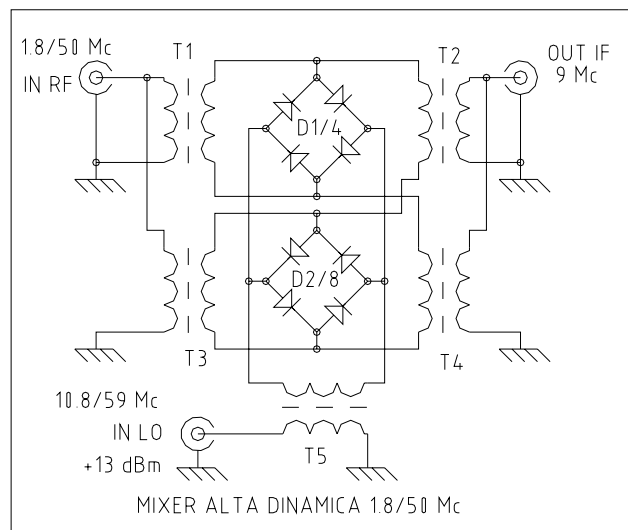 1.8/50 Mc
IN RF
T1
T2
OUT IF
9 Mc
D1/4
D2/8
T3
T4
10.8/59 Mc
IN LO
+13 dBm
T5
MIXER ALTA DINAMICA 1.8/50 Mc